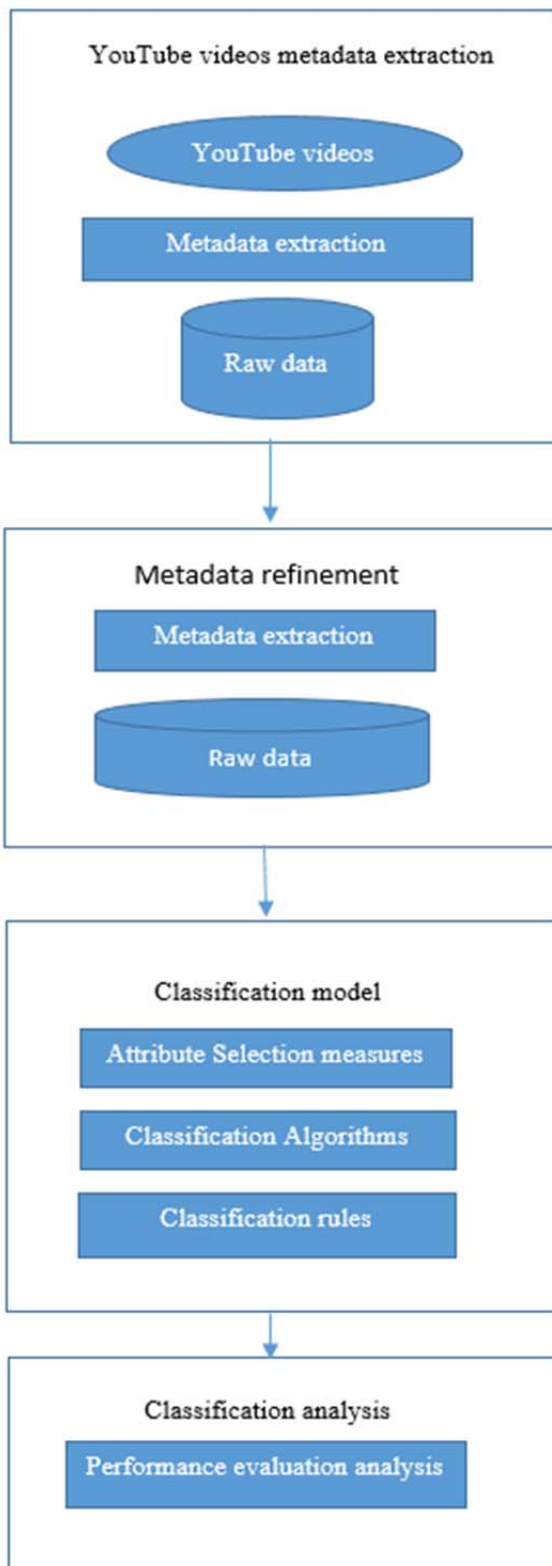 YouTube videos metadata extraction
YouTube videos
Metadata extraction
Raw data
Metadata refinement
Metadata extraction
Raw data
Classification model
Attribute Selection measures
Classification Algorithms
Classification rules
Classification analysis
Performance evaluation analysis